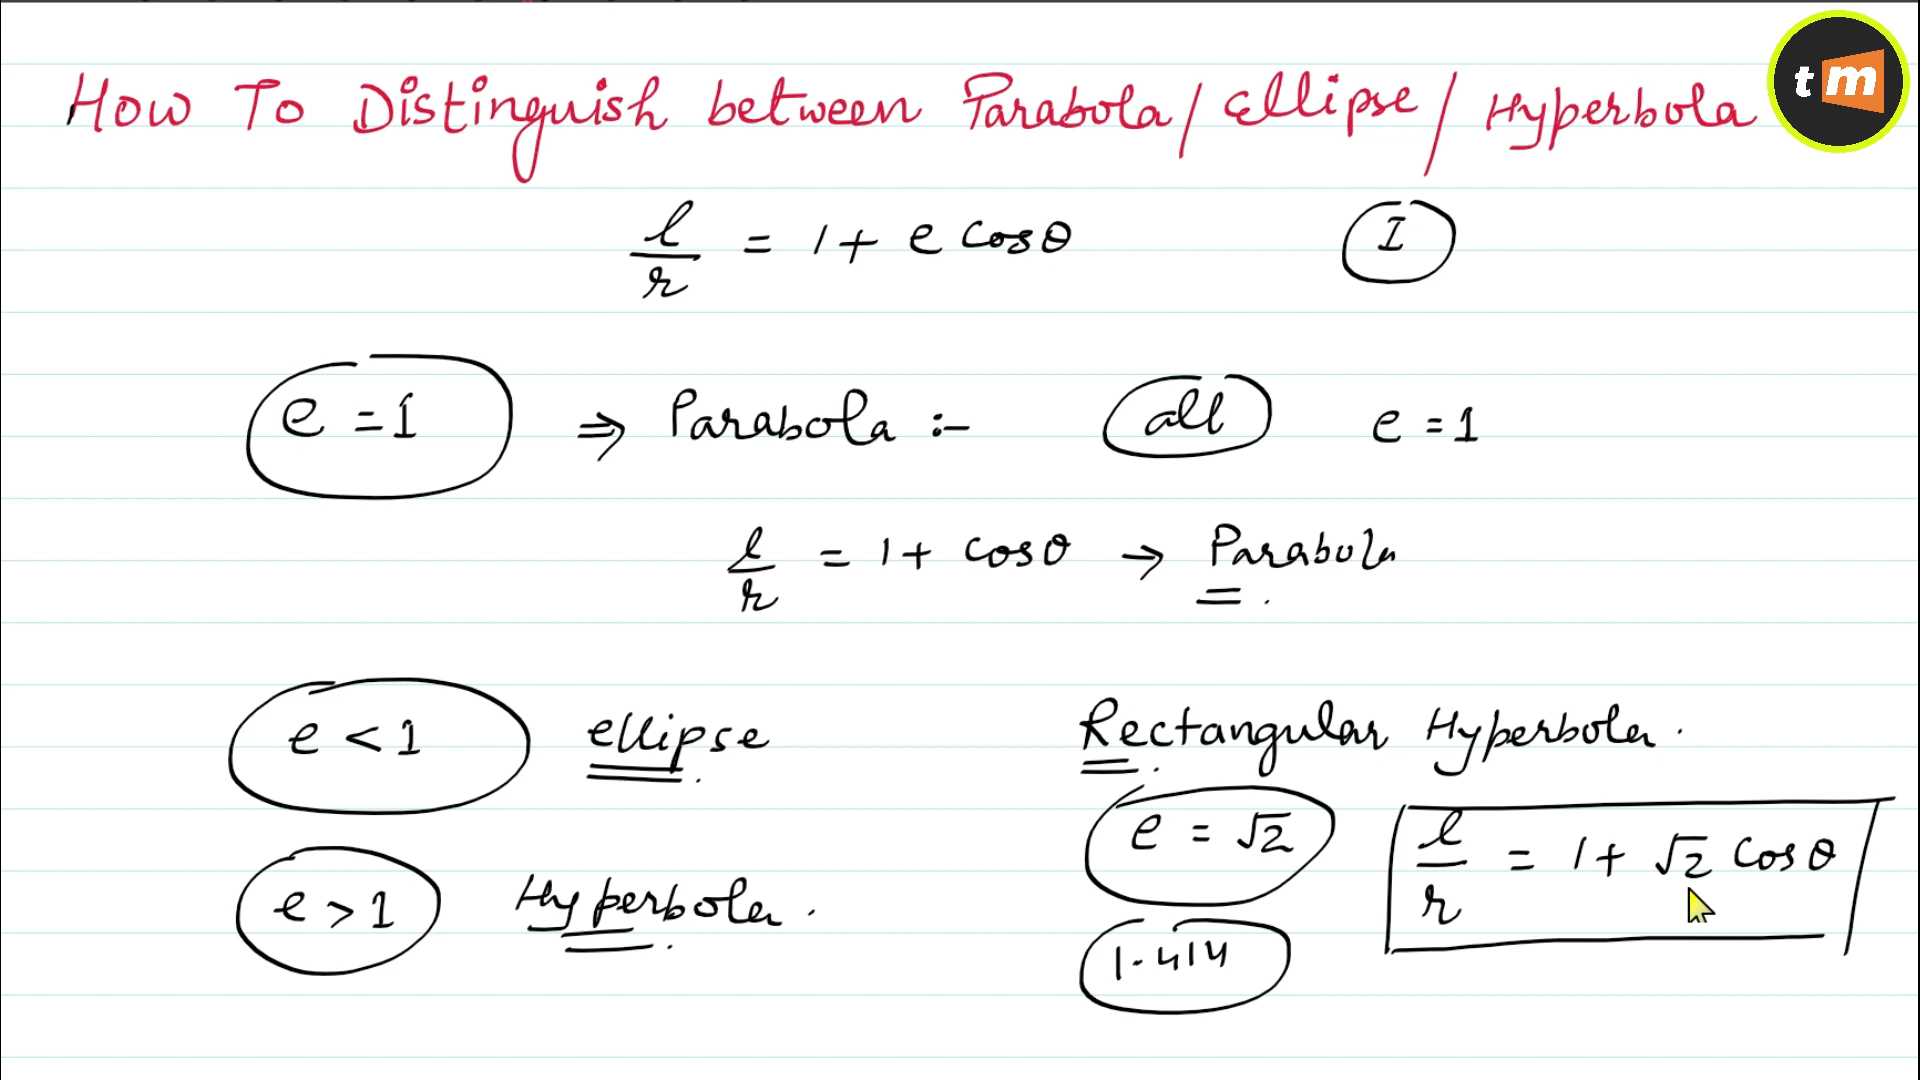 How To Distinguish between Parabola/Ellipse/Hyperbola
tm
l/r = 1 + e cosθ
I
e = 1 ⇒ Parabola :- all e = 1
l/r = 1 + cosθ → Parabola
e < 1 ellipse
Rectangular Hyperbola.
e = √2
l/r = 1 + √2 cosθ
e > 1 Hyperbola.
1.414